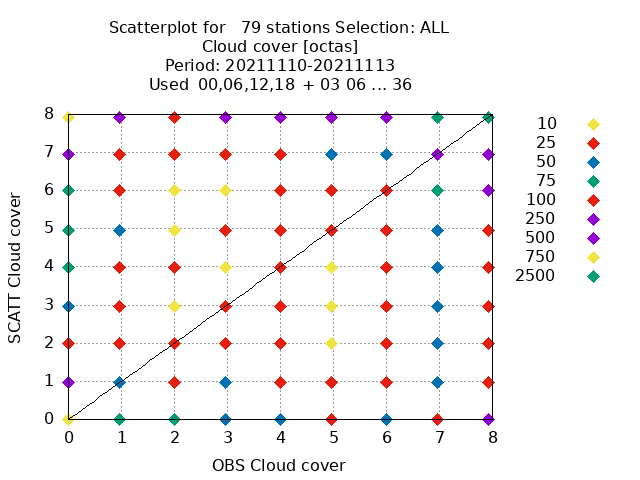 Scatterplot for   79 stations Selection: ALL
Cloud cover [octas]
Period: 20211110-20211113
Used  00,06,12,18  + 03 06 ... 36
8
7
6
5
4
3
2
1
0
SCATT Cloud cover
0 1 2 3 4 5 6 7 8
OBS Cloud cover
10
25
50
75
100
250
500
750
2500